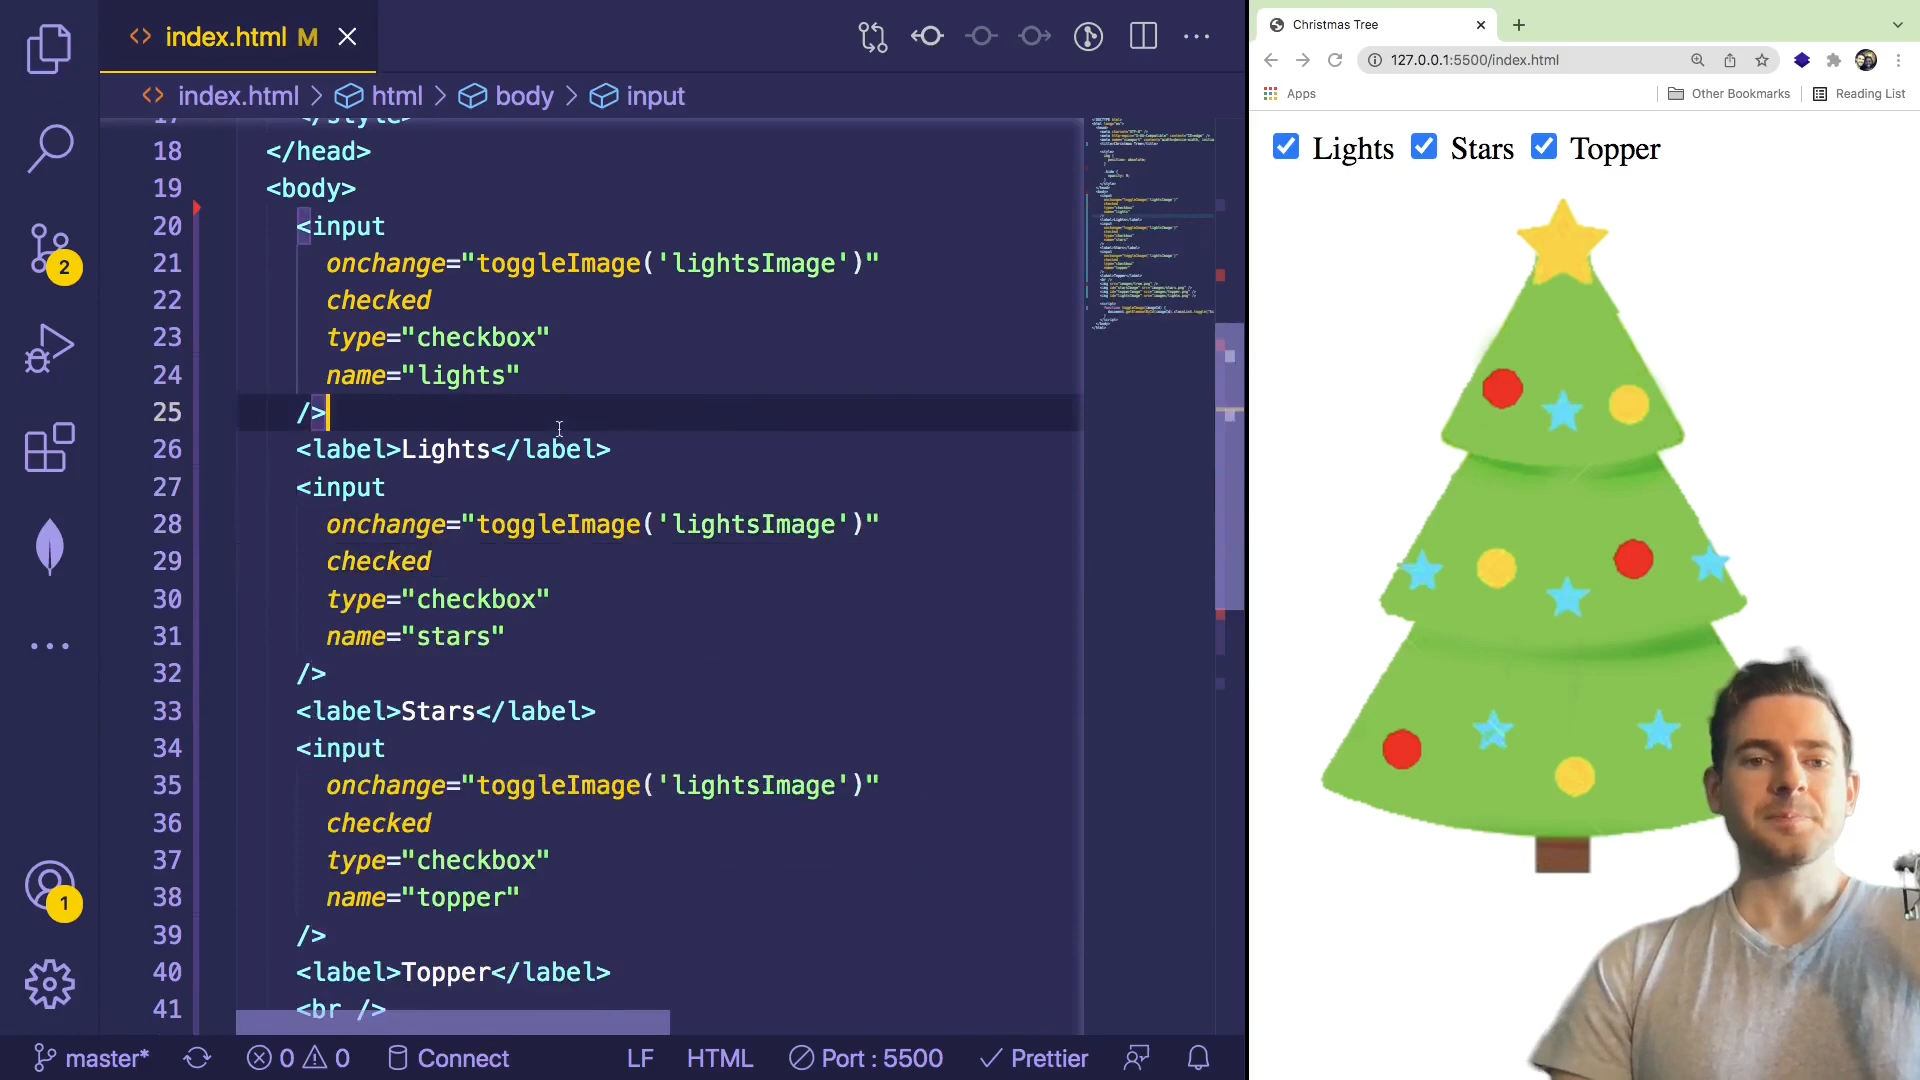 index.html M
index.html > html > body > input
17 </style>
18 </head>
19 <body>
20 <input
21 onchange="toggleImage('lightsImage')"
22 checked
23 type="checkbox"
24 name="lights"
25 />
26 <label>Lights</label>
27 <input
28 onchange="toggleImage('lightsImage')"
29 checked
30 type="checkbox"
31 name="stars"
32 />
33 <label>Stars</label>
34 <input
35 onchange="toggleImage('lightsImage')"
36 checked
37 type="checkbox"
38 name="topper"
39 />
40 <label>Topper</label>
41 <br />
2
1
master* 0 0 Connect LF HTML Port : 5500 Prettier
Christmas Tree
127.0.0.1:5500/index.html
Apps Other Bookmarks Reading List
Lights Stars Topper